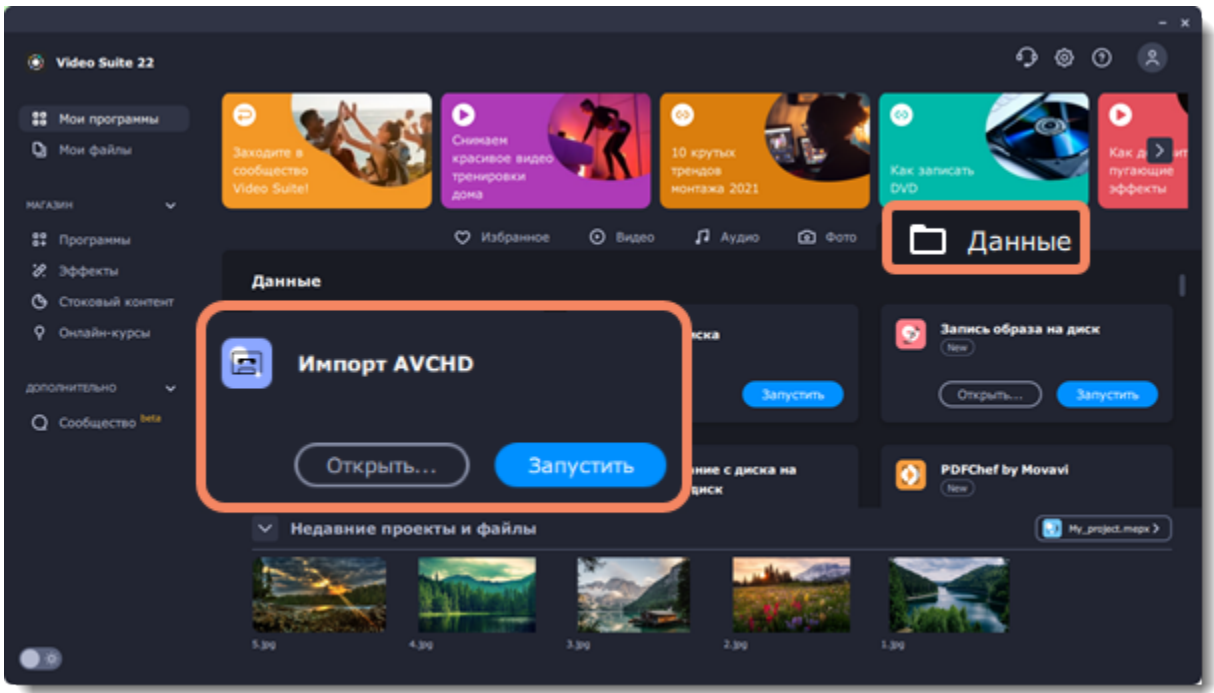 Video Suite 22
Мои программы
Мои файлы
МАГАЗИН
Программы
Эффекты
Стоковый контент
Онлайн-курсы
ДОПОЛНИТЕЛЬНО
Сообщество beta
Заходите в
сообщество
Video Suite!
Снимаем
красивое видео
тренировки
дома
10 крутых
трендов
монтажа 2021
Как записать
DVD
Как
пугающие
эффекты
Избранное
Видео
Аудио
Фото
Данные
Данные
Импорт AVCHD
Открыть...
Запустить
Запустить
Запись образа на диск
New
Открыть...
Запустить
с диска на
диск
PDFChef by Movavi
New
Недавние проекты и файлы
My_project.mepx
5.jpg
4.jpg
3.jpg
2.jpg
1.jpg